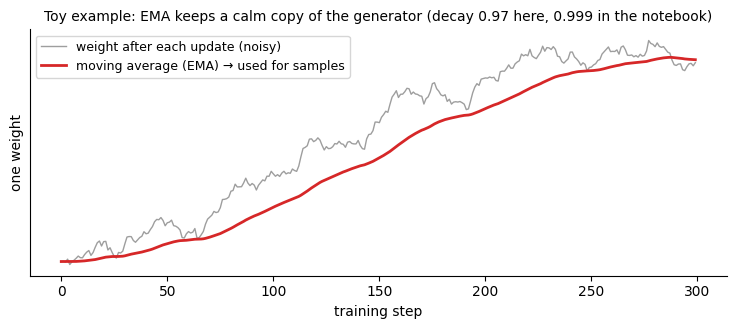 Toy example: EMA keeps a calm copy of the generator (decay 0.97 here, 0.999 in the notebook)
weight after each update (noisy)
moving average (EMA) → used for samples
one weight
0 50 100 150 200 250 300
training step